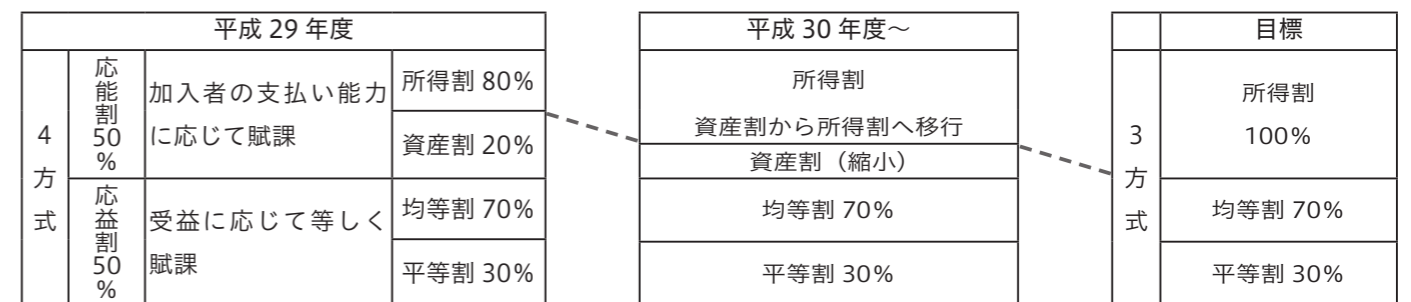 平成 29 年度
4
方
式
応能割50%
加入者の支払い能力
に応じて賦課
所得割 80%
資産割 20%
応益割50%
受益に応じて等しく
賦課
均等割 70%
平等割 30%
平成 30 年度～
所得割
資産割から所得割へ移行
資産割（縮小）
均等割 70%
平等割 30%
目標
3
方
式
所得割
100%
均等割 70%
平等割 30%